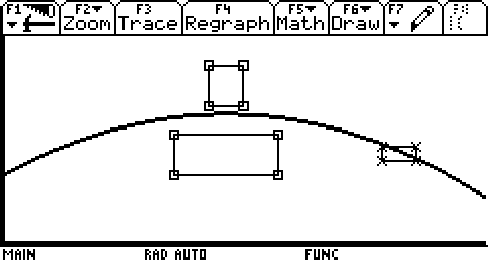 F1 F2 Zoom F3 Trace F4 Regraph F5 Math F6 Draw F7
MAIN RAD AUTO FUNC